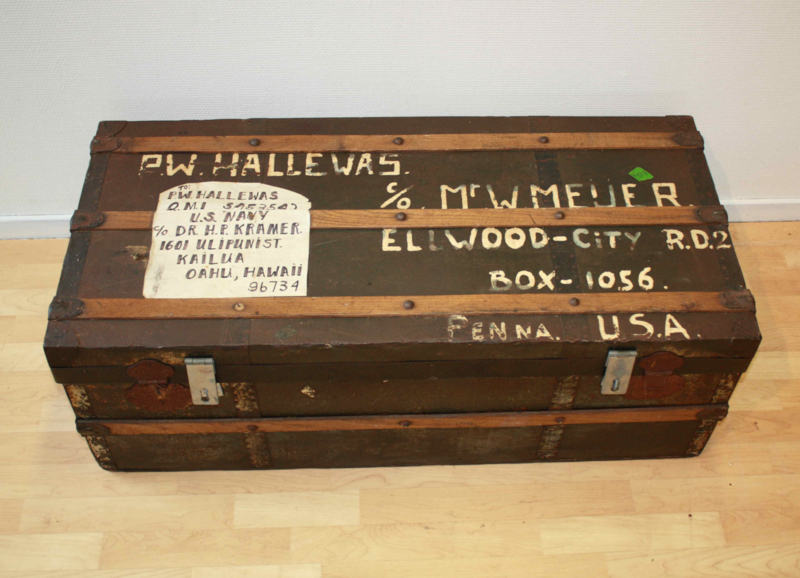 P.W. HALLEWAS.
TO:
P.W. HALLEWAS
U.S. NAVY
c/o DR H.P. KRAMER.
1601 ULIPUNI ST.
KAILUA
OAHU, HAWAII
96734
c/o. Mr W MEIJER.
ELLWOOD-CiTY R.D.2
BOX-1056.
PENNA. U.S.A.